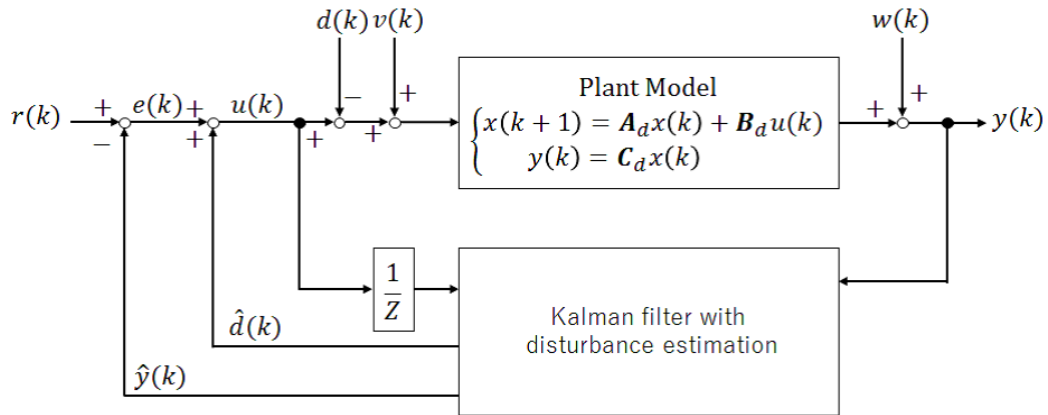 d(k) v(k)
w(k)
r(k) + − e(k) + + u(k) + − + + 
Plant Model
{ x(k + 1) = A_d x(k) + B_d u(k)
y(k) = C_d x(k)
+ + y(k)
1
Z
d̂(k)
ŷ(k)
Kalman filter with
disturbance estimation